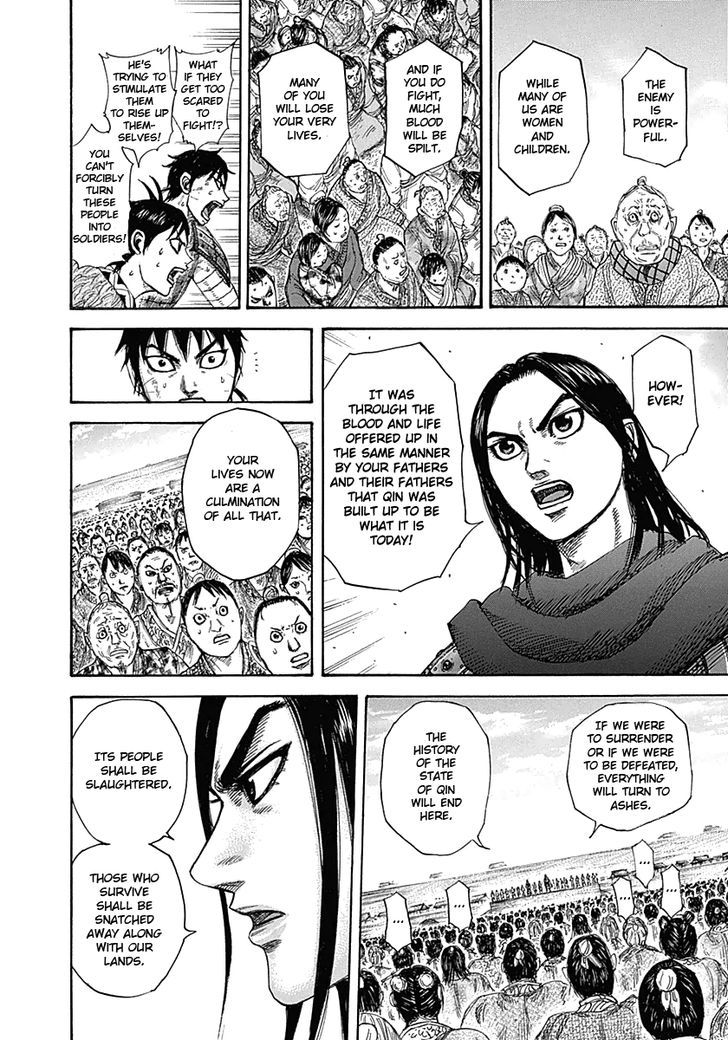 THE
ENEMY
IS
POWER-
FUL.
WHILE
MANY OF
US ARE
WOMEN
AND
CHILDREN.
AND IF
YOU DO
FIGHT,
MUCH
BLOOD
WILL BE
SPILT.
MANY
OF YOU
WILL LOSE
YOUR VERY
LIVES.
WHAT
IF THEY
GET TOO
SCARED
TO
FIGHT!?
HE'S
TRYING TO
STIMULATE
THEM
TO RISE UP
THEM-
SELVES!
YOU
CAN'T
FORCIBLY
TURN
THESE
PEOPLE
INTO
SOLDIERS!
HOW-
EVER!
IT WAS
THROUGH THE
BLOOD AND LIFE
OFFERED UP IN
THE SAME MANNER
BY YOUR FATHERS
AND THEIR FATHERS
THAT QIN WAS
BUILT UP TO BE
WHAT IT IS
TODAY!
YOUR
LIVES NOW
ARE A
CULMINATION
OF ALL THAT.
IF WE WERE
TO SURRENDER
OR IF WE WERE
TO BE DEFEATED,
EVERYTHING
WILL TURN TO
ASHES.
THE
HISTORY
OF THE
STATE
OF QIN
WILL END
HERE.
...
...
...
...
ITS PEOPLE
SHALL BE
SLAUGHTERED.
THOSE WHO
SURVIVE
SHALL BE
SNATCHED
AWAY ALONG
WITH OUR
LANDS.